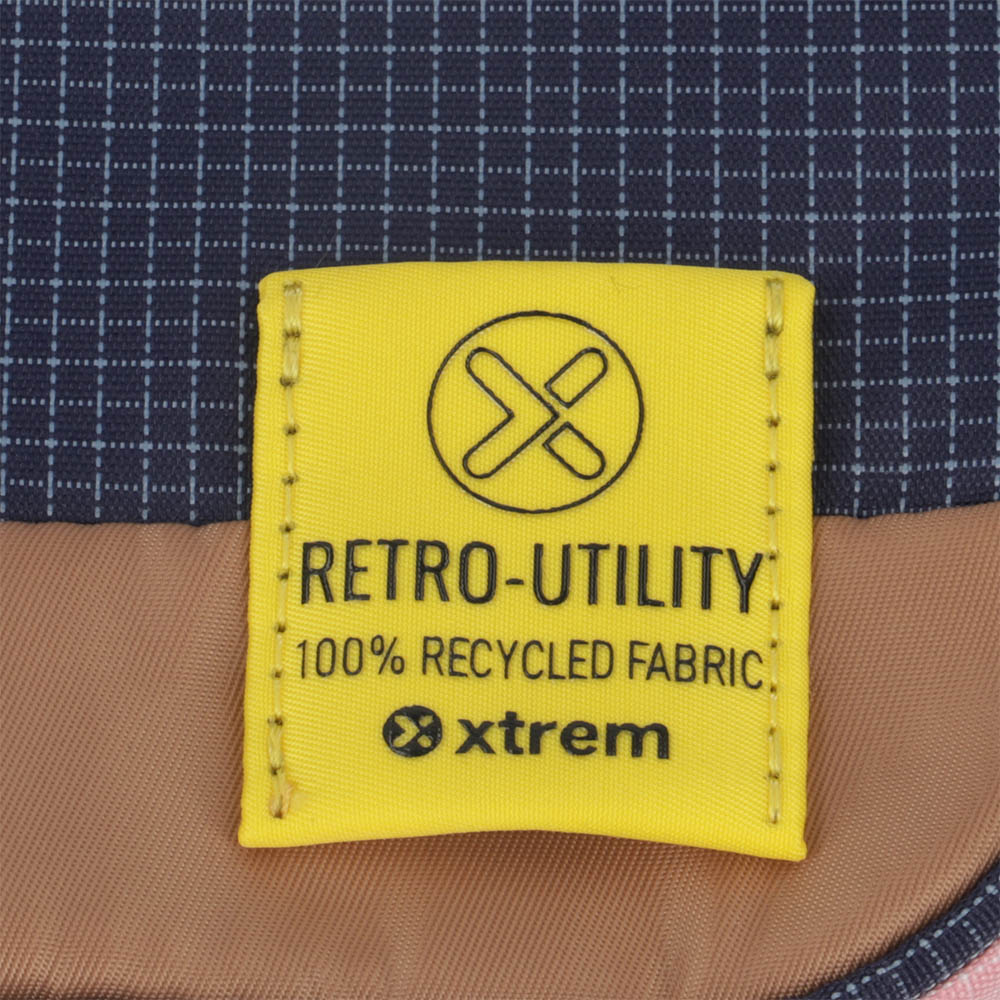 RETRO-UTILITY
100% RECYCLED FABRIC
xtrem